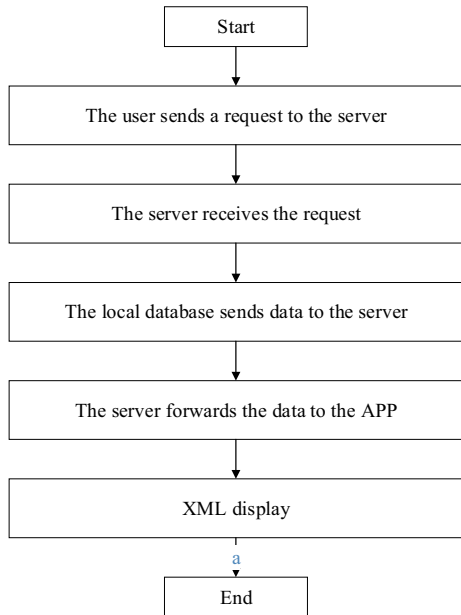 Start
The user sends a request to the server
The server receives the request
The local database sends data to the server
The server forwards the data to the APP
XML display
a
End